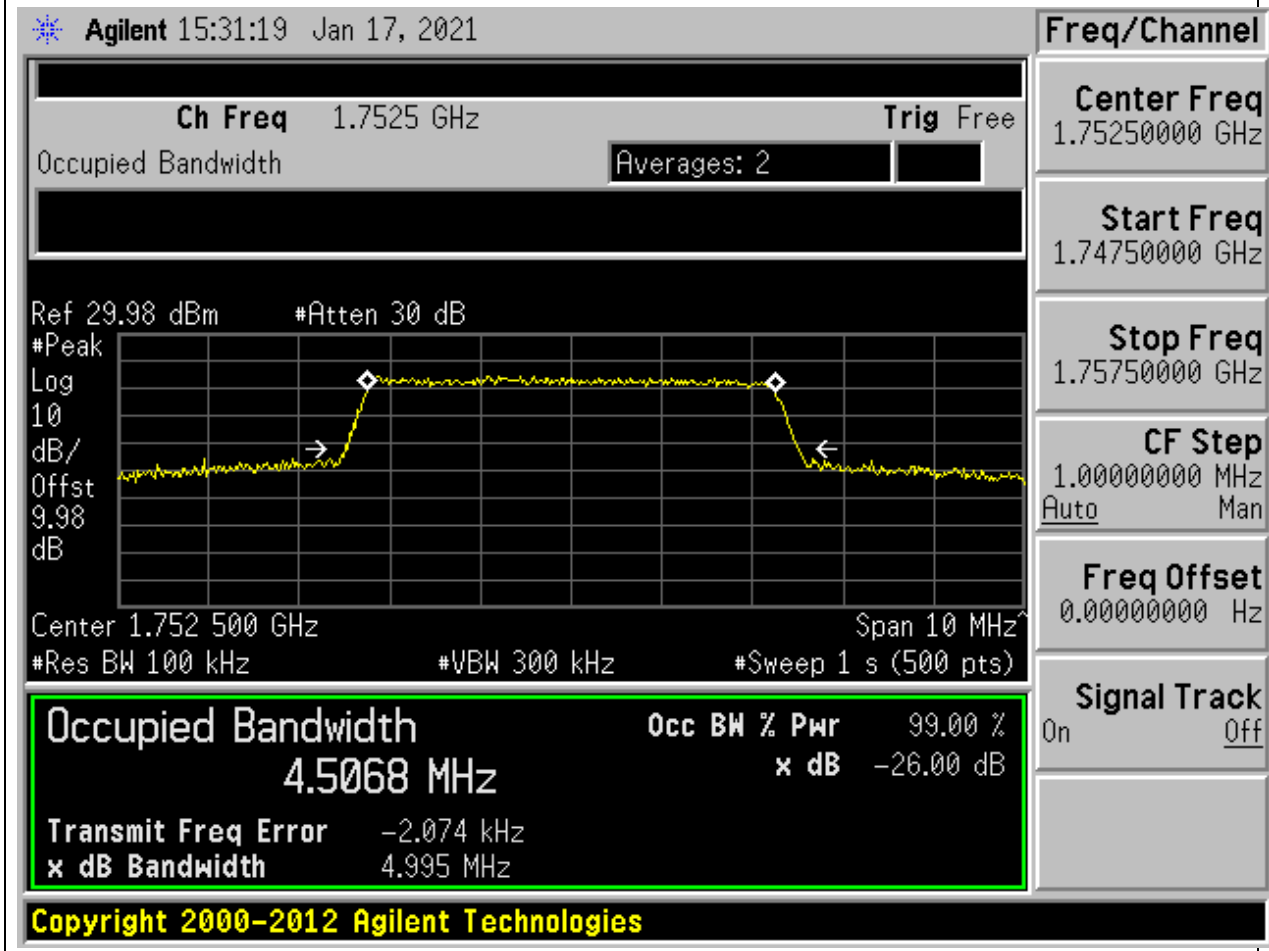 Agilent 15:31:19 Jan 17, 2021
Freq/Channel
Ch Freq 1.7525 GHz Trig Free
Occupied Bandwidth Averages: 2
Center Freq
1.75250000 GHz
Start Freq
1.74750000 GHz
Stop Freq
1.75750000 GHz
CF Step
1.00000000 MHz
Auto Man
Freq Offset
0.00000000 Hz
Signal Track
On Off
Ref 29.98 dBm #Atten 30 dB
#Peak
Log
10
dB/
Offst
9.98
dB
Center 1.752 500 GHz Span 10 MHz^
#Res BW 100 kHz #VBW 300 kHz #Sweep 1 s (500 pts)
Occupied Bandwidth Occ BW % Pwr 99.00 %
4.5068 MHz x dB -26.00 dB
Transmit Freq Error -2.074 kHz
x dB Bandwidth 4.995 MHz
Copyright 2000-2012 Agilent Technologies